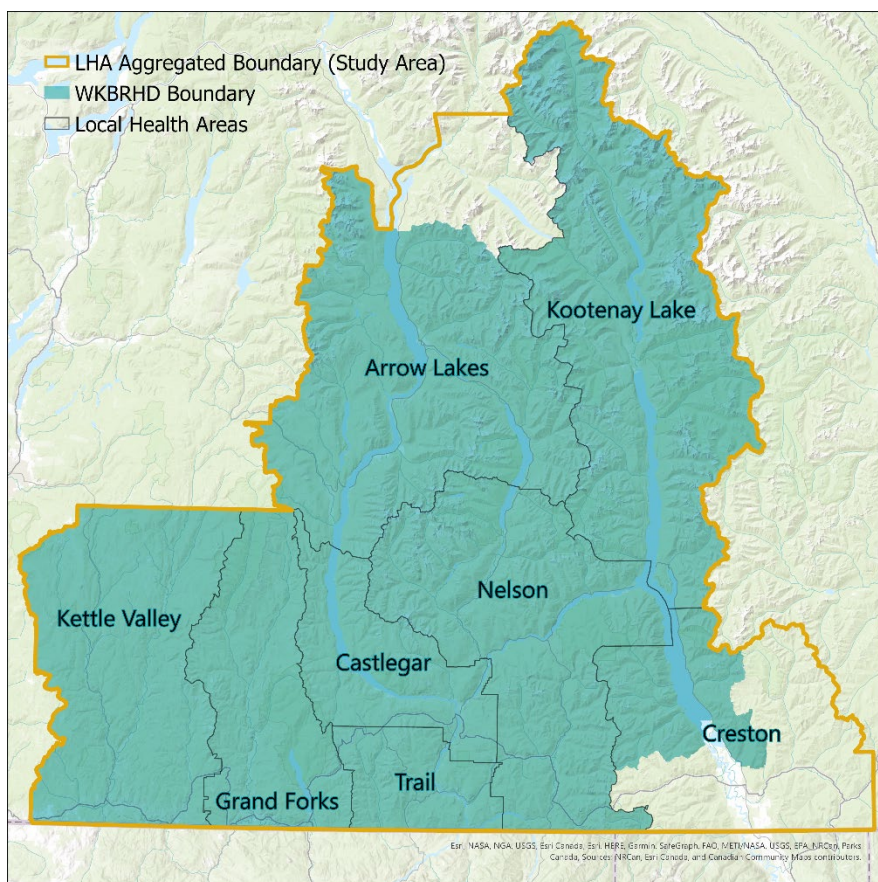 LHA Aggregated Boundary (Study Area)
WKBRHD Boundary
Local Health Areas
Kootenay Lake
Arrow Lakes
Nelson
Kettle Valley
Castlegar
Creston
Trail
Grand Forks
Esri, NASA, NGA, USGS, Esri Canada, Esri, HERE, Garmin, SafeGraph, FAO, METI/NASA, USGS, EPA, NRCan, Parks
Canada, Sources: NRCan, Esri Canada, and Canadian Community Maps contributors.